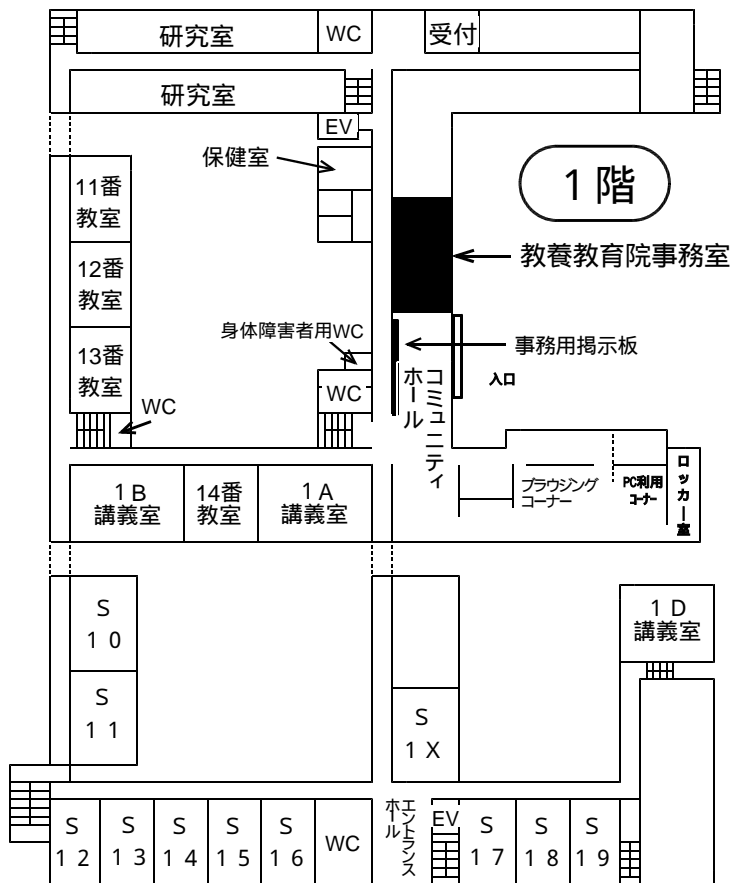 研究室
WC
受付
研究室
EV
保健室
1階
11番
教室
教養教育院事務室
12番
教室
身体障害者用WC
事務用掲示板
13番
教室
WC
コミュニティ
ホール
入口
WC
1B
講義室
14番
教室
1A
講義室
ブラウジング
コーナー
PC利用
コーナー
ロッカー室
S
10
1D
講義室
S
11
S
1X
S
12
S
13
S
14
S
15
S
16
WC
エントランス
ホール
EV
S
17
S
18
S
19